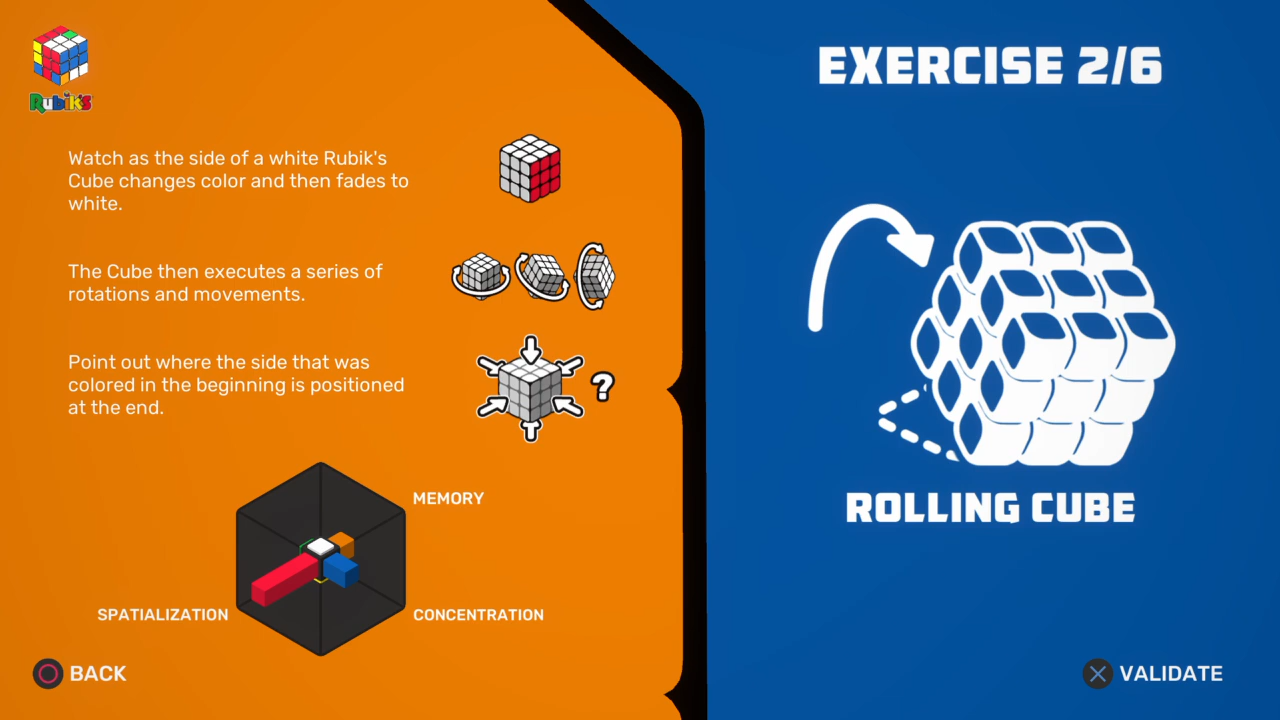 Rubik's
Watch as the side of a white Rubik's
Cube changes color and then fades to
white.
The Cube then executes a series of
rotations and movements.
Point out where the side that was
colored in the beginning is positioned
at the end.
?
MEMORY
SPATIALIZATION
CONCENTRATION
BACK
EXERCISE 2/6
ROLLING CUBE
VALIDATE